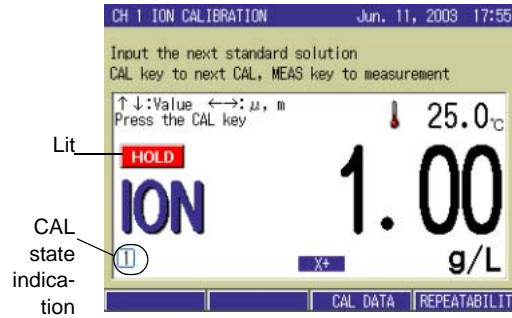 CH 1 ION CALIBRATION Jun. 11, 2003 17:55
Input the next standard solution
CAL key to next CAL, MEAS key to measurement
↑↓:Value ←→:μ, m
Press the CAL key
25.0℃
Lit
HOLD
ION
1.00
CAL
state
indica-
tion
1
X+
g/L
CAL DATA REPEATABILIT